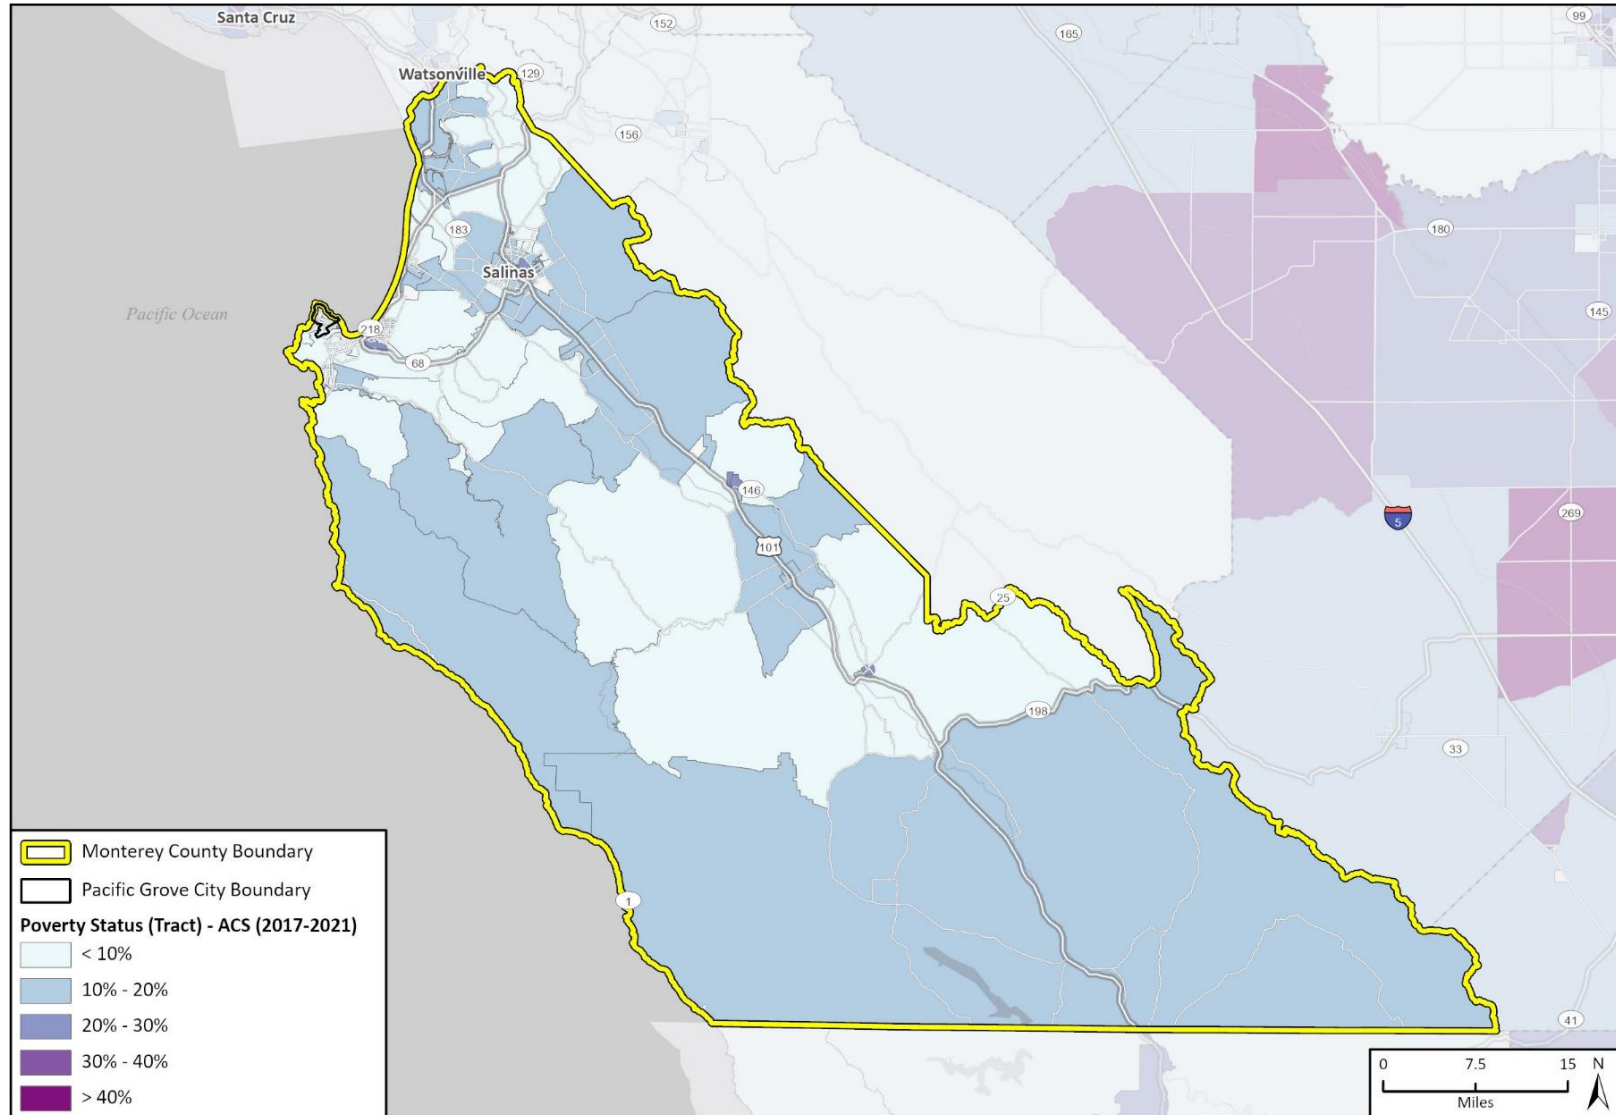 Santa Cruz
152
99
165
Watsonville
129
156
183
180
Salinas
Pacific Ocean
145
218
68
146
269
5
101
25
198
33
1
41
Monterey County Boundary
Pacific Grove City Boundary
Poverty Status (Tract) - ACS (2017-2021)
< 10%
10% - 20%
20% - 30%
30% - 40%
> 40%
0 7.5 15 N
Miles